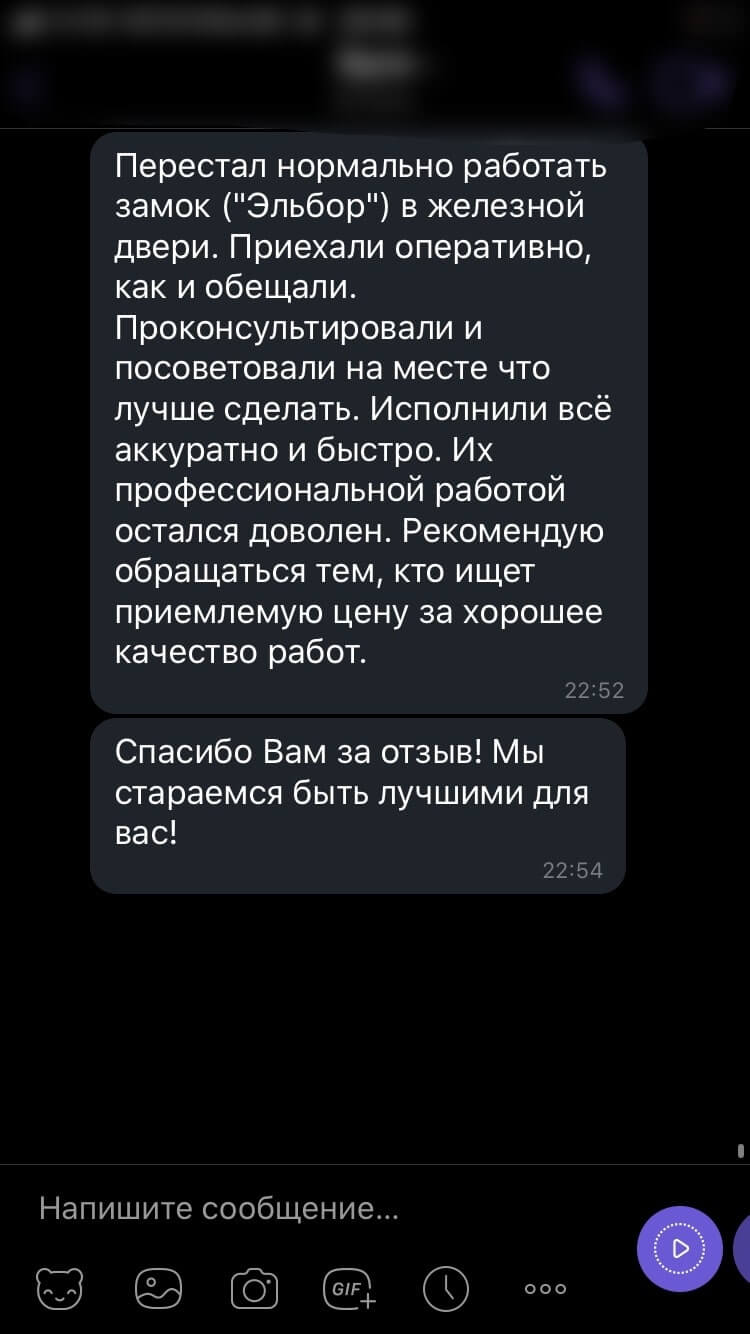 Перестал нормально работать
замок ("Эльбор") в железной
двери. Приехали оперативно,
как и обещали.
Проконсультировали и
посоветовали на месте что
лучше сделать. Исполнили всё
аккуратно и быстро. Их
профессиональной работой
остался доволен. Рекомендую
обращаться тем, кто ищет
приемлемую цену за хорошее
качество работ.
22:52
Спасибо Вам за отзыв! Мы
стараемся быть лучшими для
вас!
22:54
Напишите сообщение...
GIF